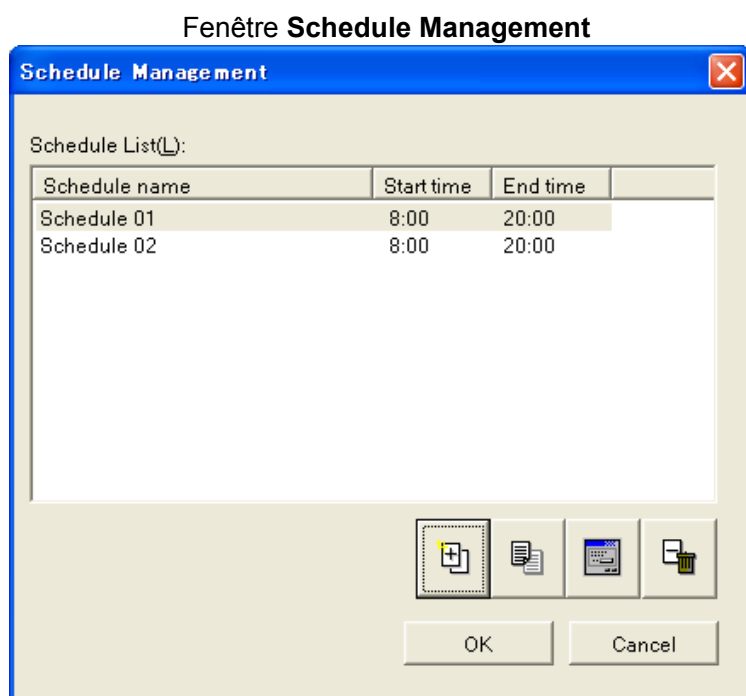 Fenêtre Schedule Management
Schedule Management
Schedule List(L):
Schedule name Start time End time
Schedule 01 8:00 20:00
Schedule 02 8:00 20:00
OK Cancel